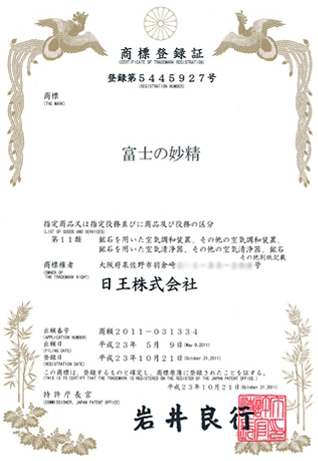 商標登録証
(CERTIFICATE OF TRADEMARK REGISTRATION)
登録第5445927号
(REGISTRATION NUMBER)
商標
(THE MARK)
富士の妙精
指定商品又は指定役務並びに商品及び役務の区分
(LIST OF GOODS AND SERVICES)
第11類 鉱石を用いた空気調和装置、その他の空気調和装置、
鉱石を用いた空気清浄器、その他の空気清浄器、鉱石
その他別紙記載
商標権者 大阪府泉佐野市羽倉崎 号
(OWNER OF THE TRADEMARK RIGHT)
日王株式会社
出願番号 商願2011-031334
(APPLICATION NUMBER)
出願日 平成23年 5月 9日(May 9,2011)
(FILING DATE)
登録日 平成23年10月21日(October 21,2011)
(REGISTRATION DATE)
この商標は、登録するものと確定し、商標原簿に登録されたことを証する。
(THIS IS TO CERTIFY THAT THE TRADEMARK IS REGISTERED ON THE REGISTER OF THE JAPAN PATENT OFFICE.)
平成23年10月21日(October 21,2011)
特許庁長官
(COMMISSIONER, JAPAN PATENT OFFICE)
岩井良行